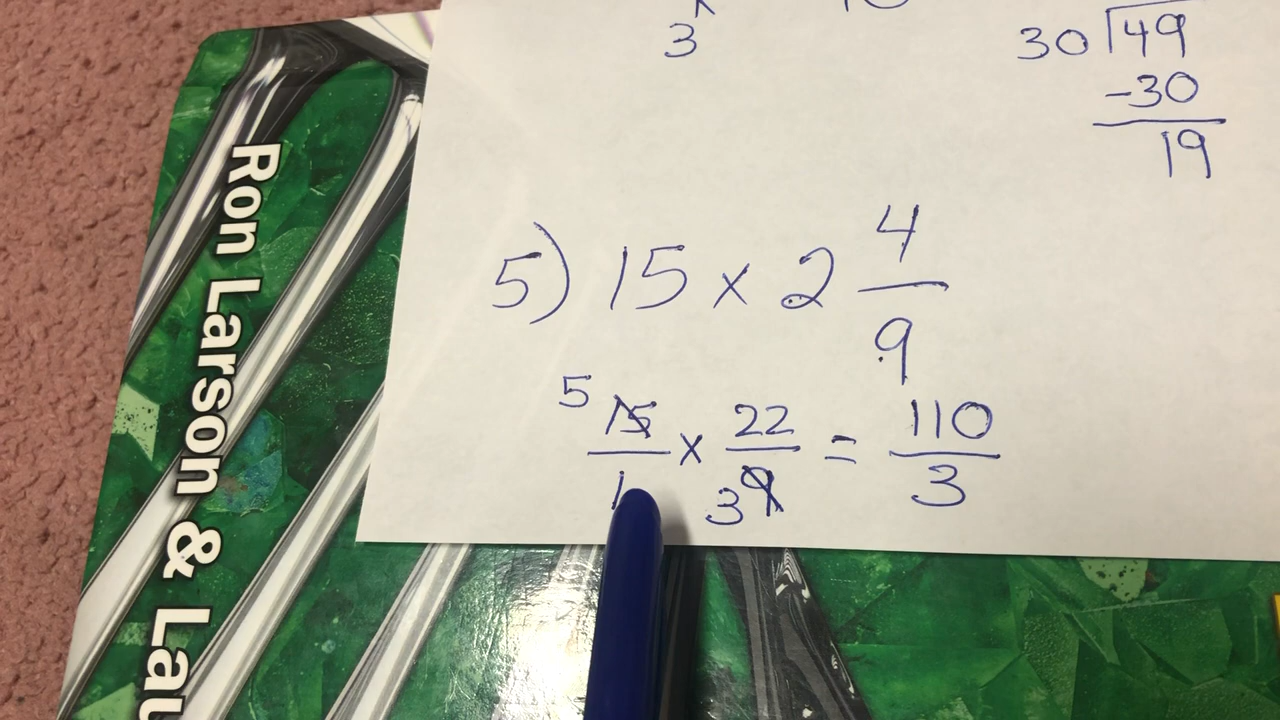 3
30 49
-30
19
5) 15 x 2 4/9
5 15/1 x 22/9 3 = 110/3
Ron Larson & Lau